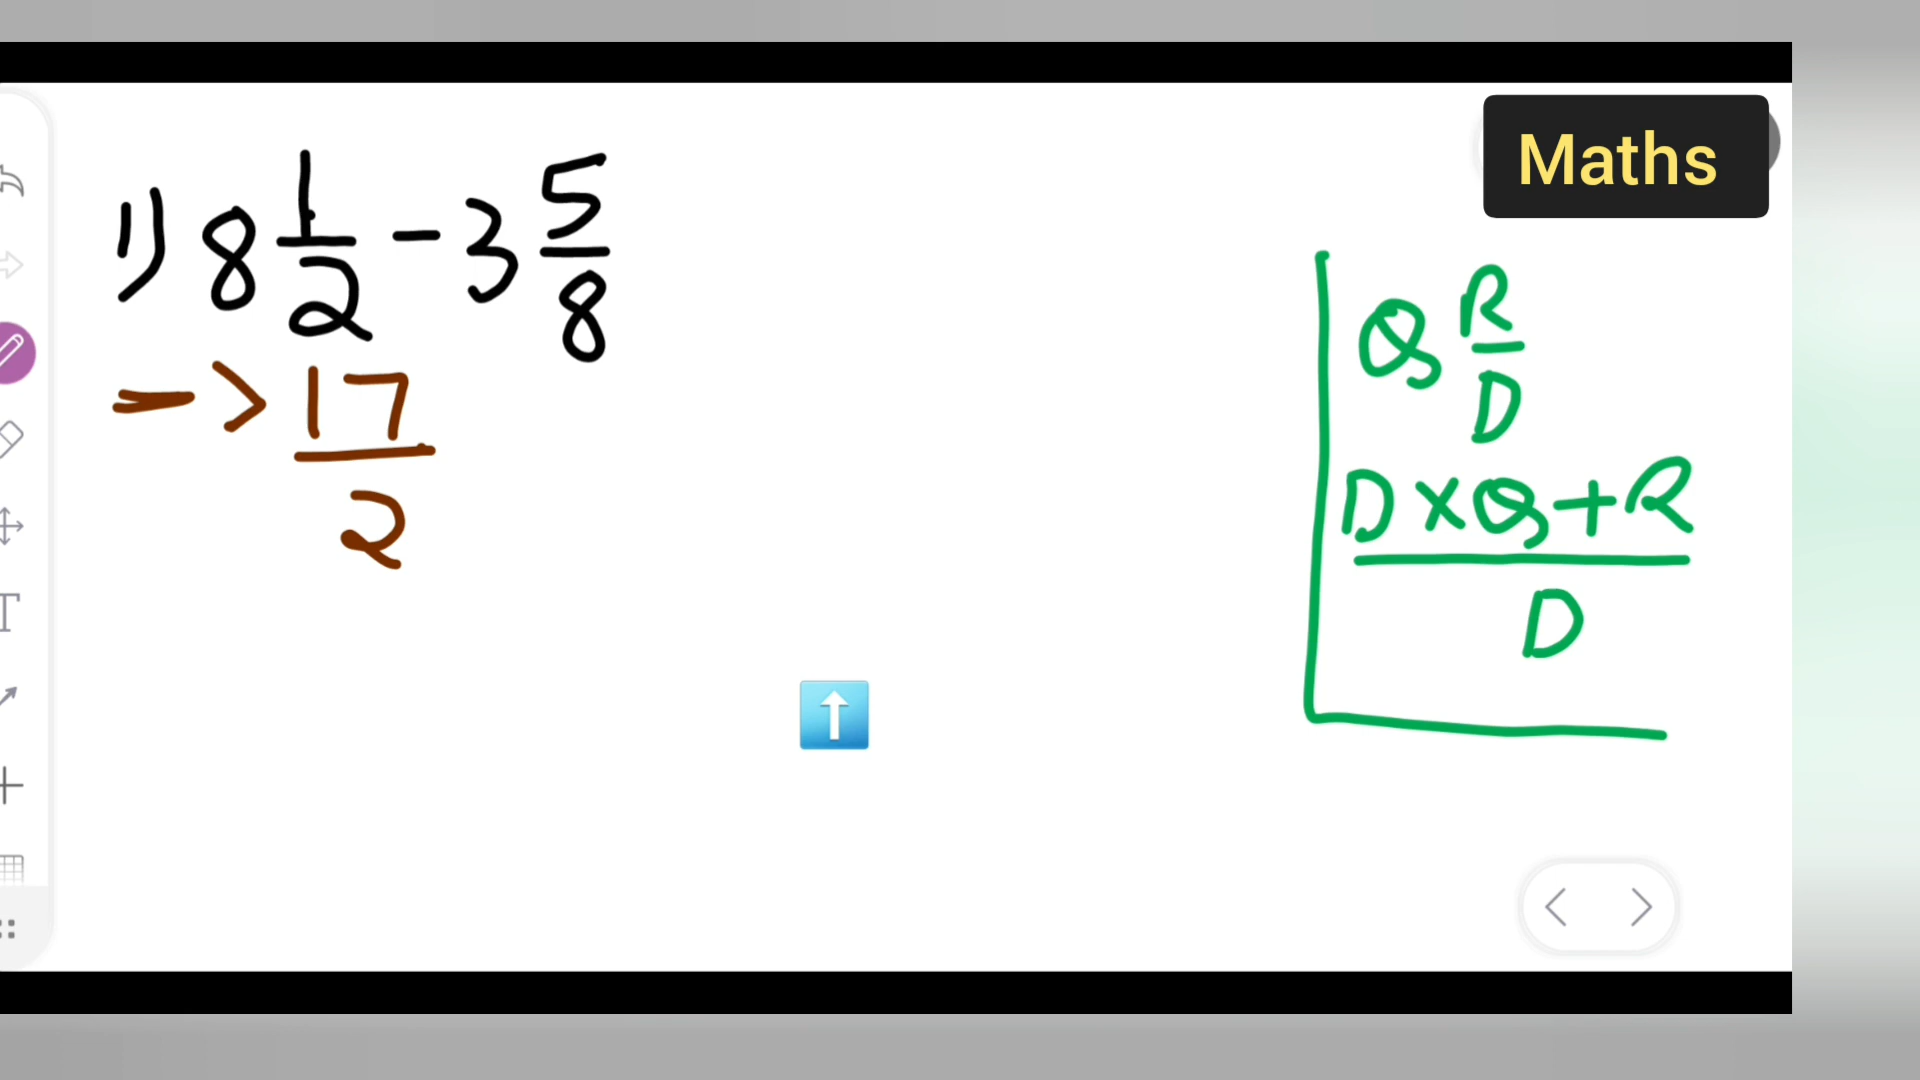 Maths
1) 8 1/2 - 3 5/8
=> 17/2
Q R/D
D×Q+R
D